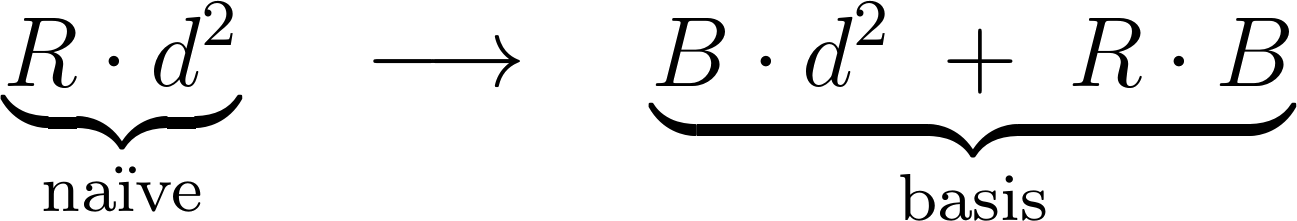 R · d² ⟶ B · d² + R · B
naïve basis